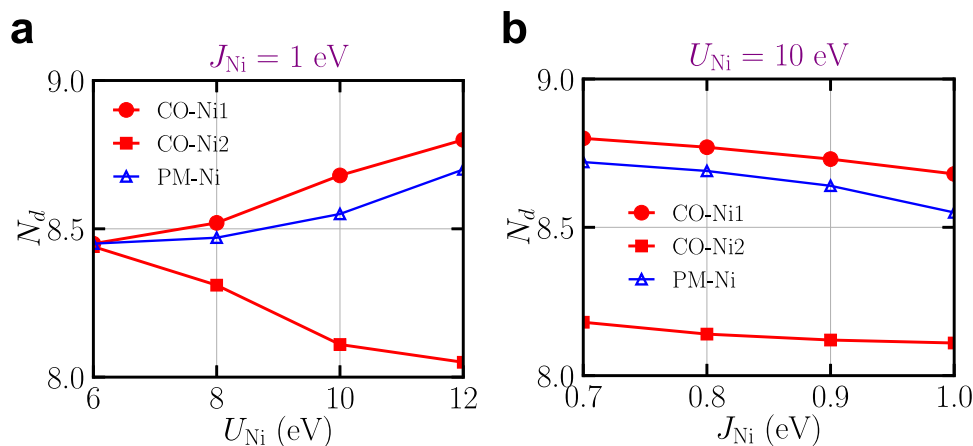 a
J_Ni = 1 eV
9.0
8.5
8.0
N_d
CO-Ni1
CO-Ni2
PM-Ni
6 8 10 12
U_Ni (eV)
b
U_Ni = 10 eV
9.0
8.5
8.0
N_d
CO-Ni1
CO-Ni2
PM-Ni
0.7 0.8 0.9 1.0
J_Ni (eV)